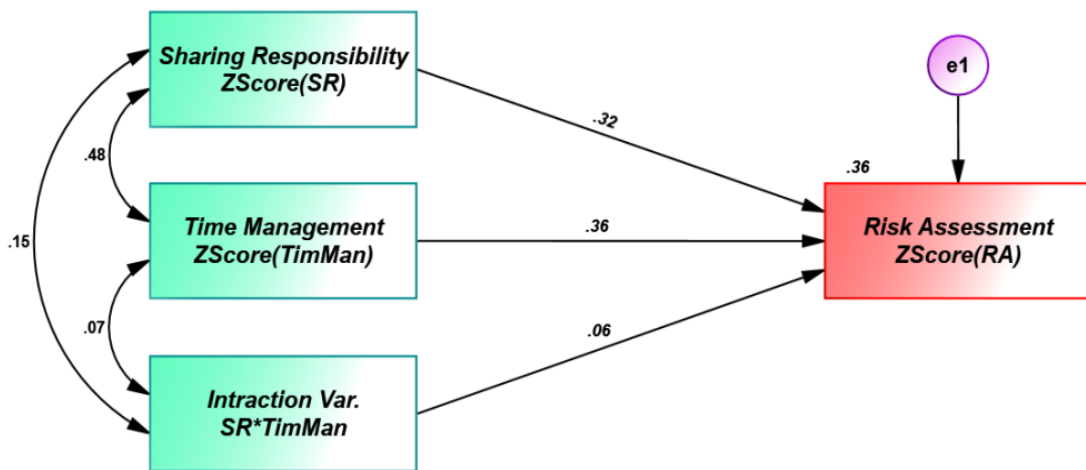 Sharing Responsibility
ZScore(SR)
e1
.32
.48
.36
Time Management
ZScore(TimMan)
.36
Risk Assessment
ZScore(RA)
.15
.07
.06
Intraction Var.
SR*TimMan